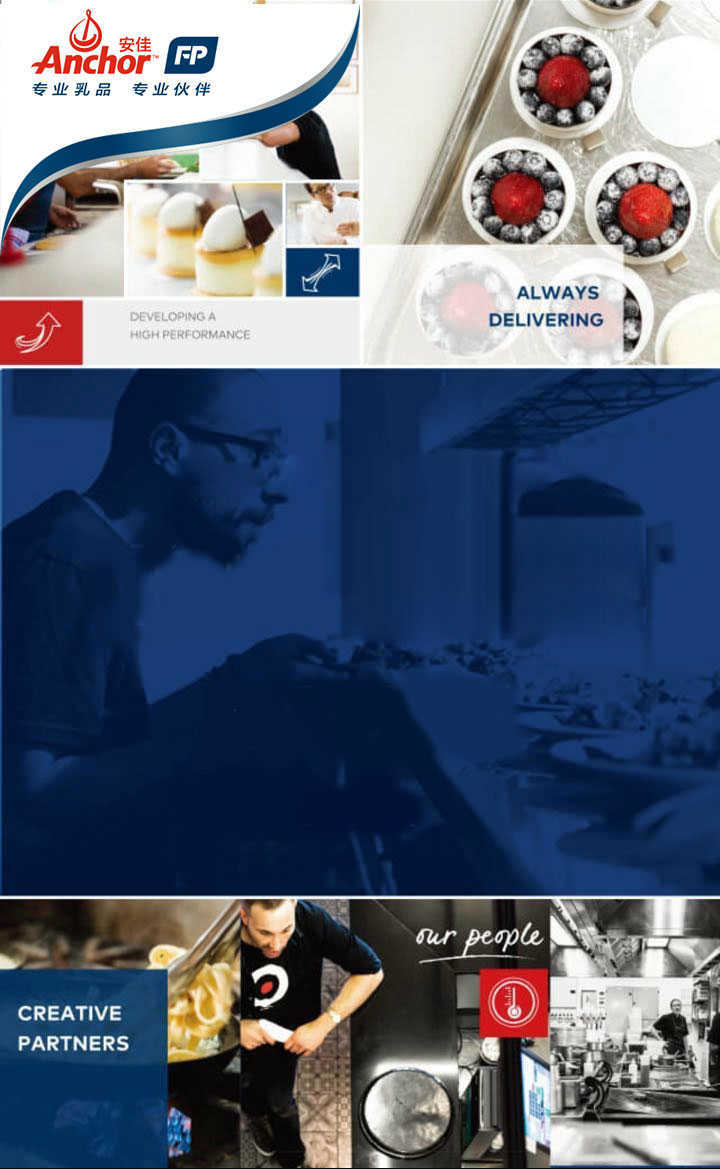 安佳
Anchor™
FP
专业乳品 专业伙伴
DEVELOPING A
HIGH PERFORMANCE
ALWAYS
DELIVERING
our people
CREATIVE
PARTNERS